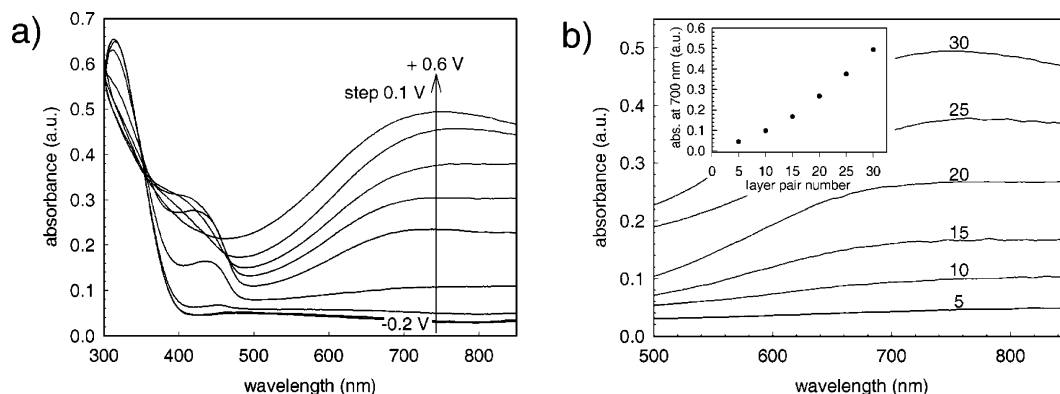 a)
0.7
0.6
0.5
0.4
0.3
0.2
0.1
0.0
absorbance (a.u.)
+ 0.6 V
step 0.1 V
-0.2 V
300 400 500 600 700 800
wavelength (nm)
b)
0.5
0.4
0.3
0.2
0.1
0.0
absorbance (a.u.)
30
25
20
15
10
5
500 600 700 800
wavelength (nm)
0.6
0.5
0.4
0.3
0.2
0.1
0.0
abs. at 700 nm (a.u.)
0 5 10 15 20 25 30
layer pair number